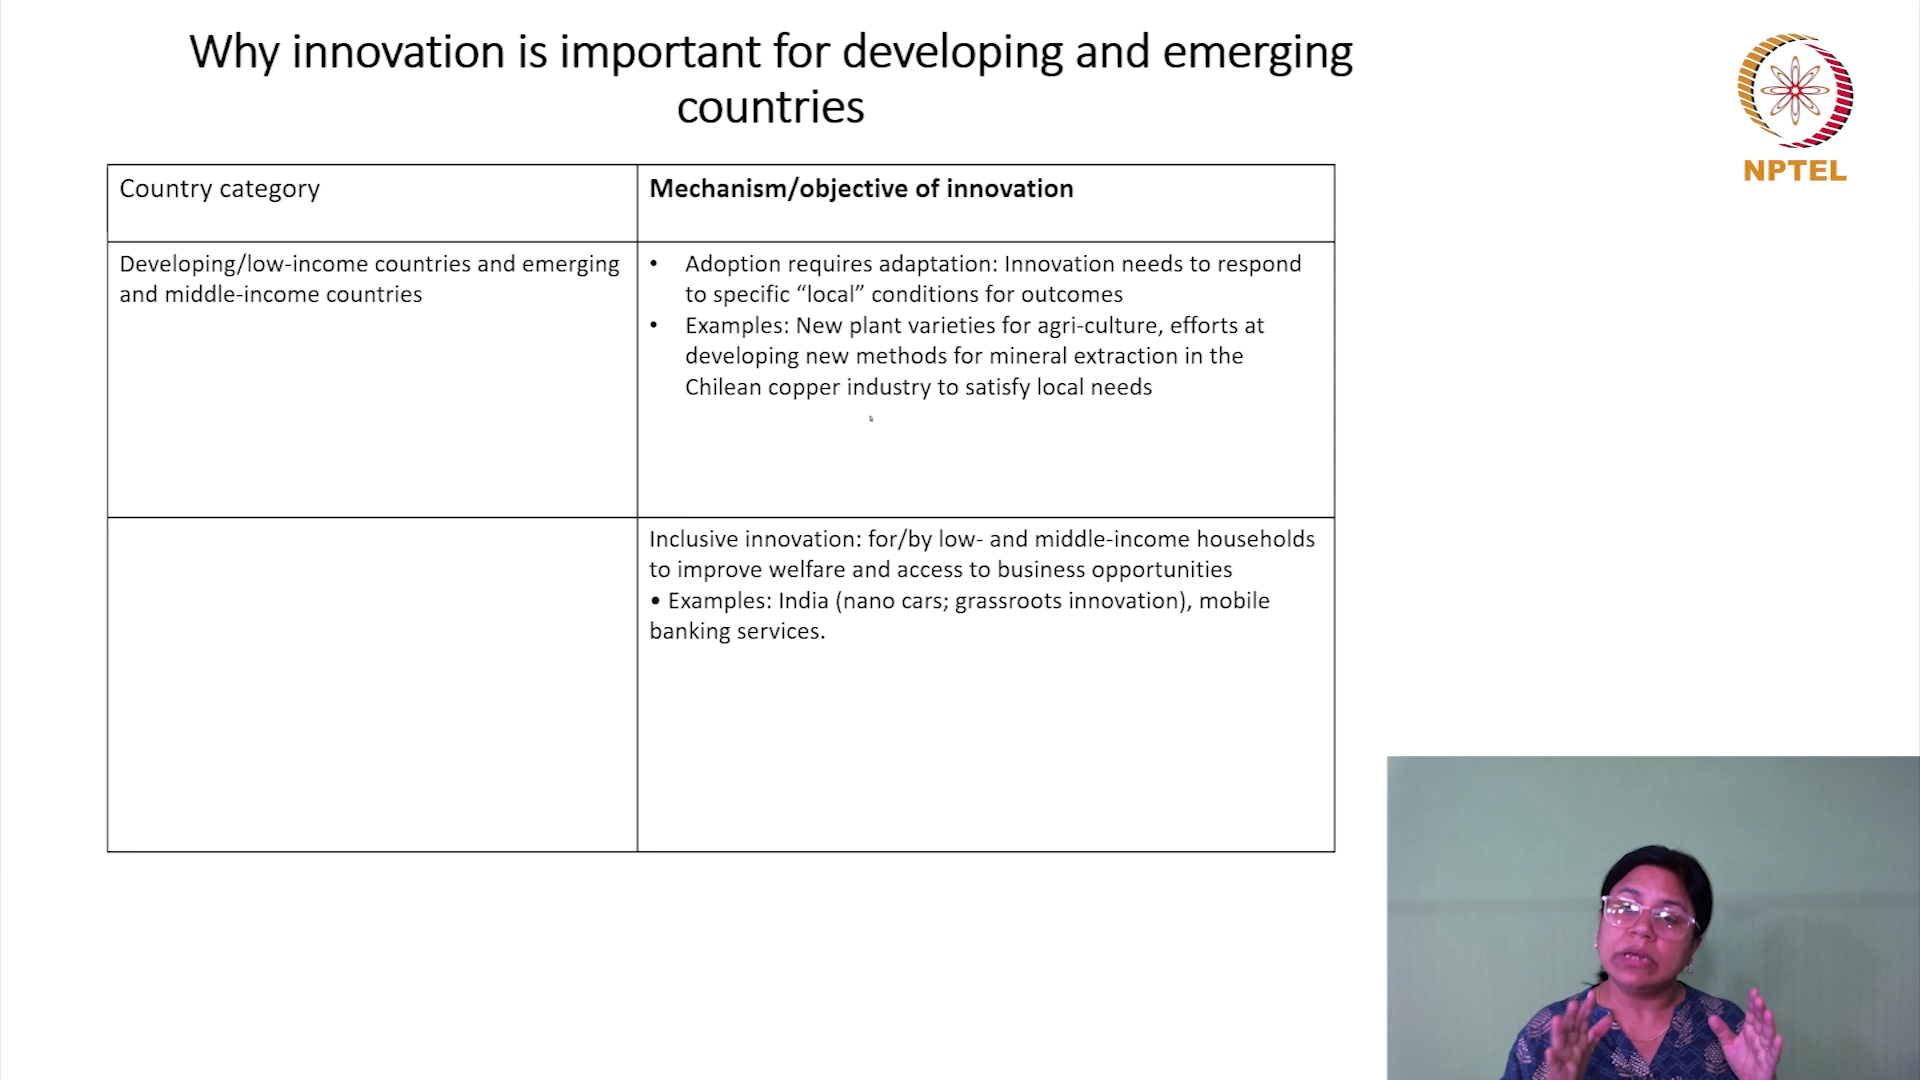 Why innovation is important for developing and emerging
countries
NPTEL
Country category
Mechanism/objective of innovation
Developing/low-income countries and emerging
and middle-income countries
• Adoption requires adaptation: Innovation needs to respond
to specific “local” conditions for outcomes
• Examples: New plant varieties for agri-culture, efforts at
developing new methods for mineral extraction in the
Chilean copper industry to satisfy local needs
Inclusive innovation: for/by low- and middle-income households
to improve welfare and access to business opportunities
• Examples: India (nano cars; grassroots innovation), mobile
banking services.